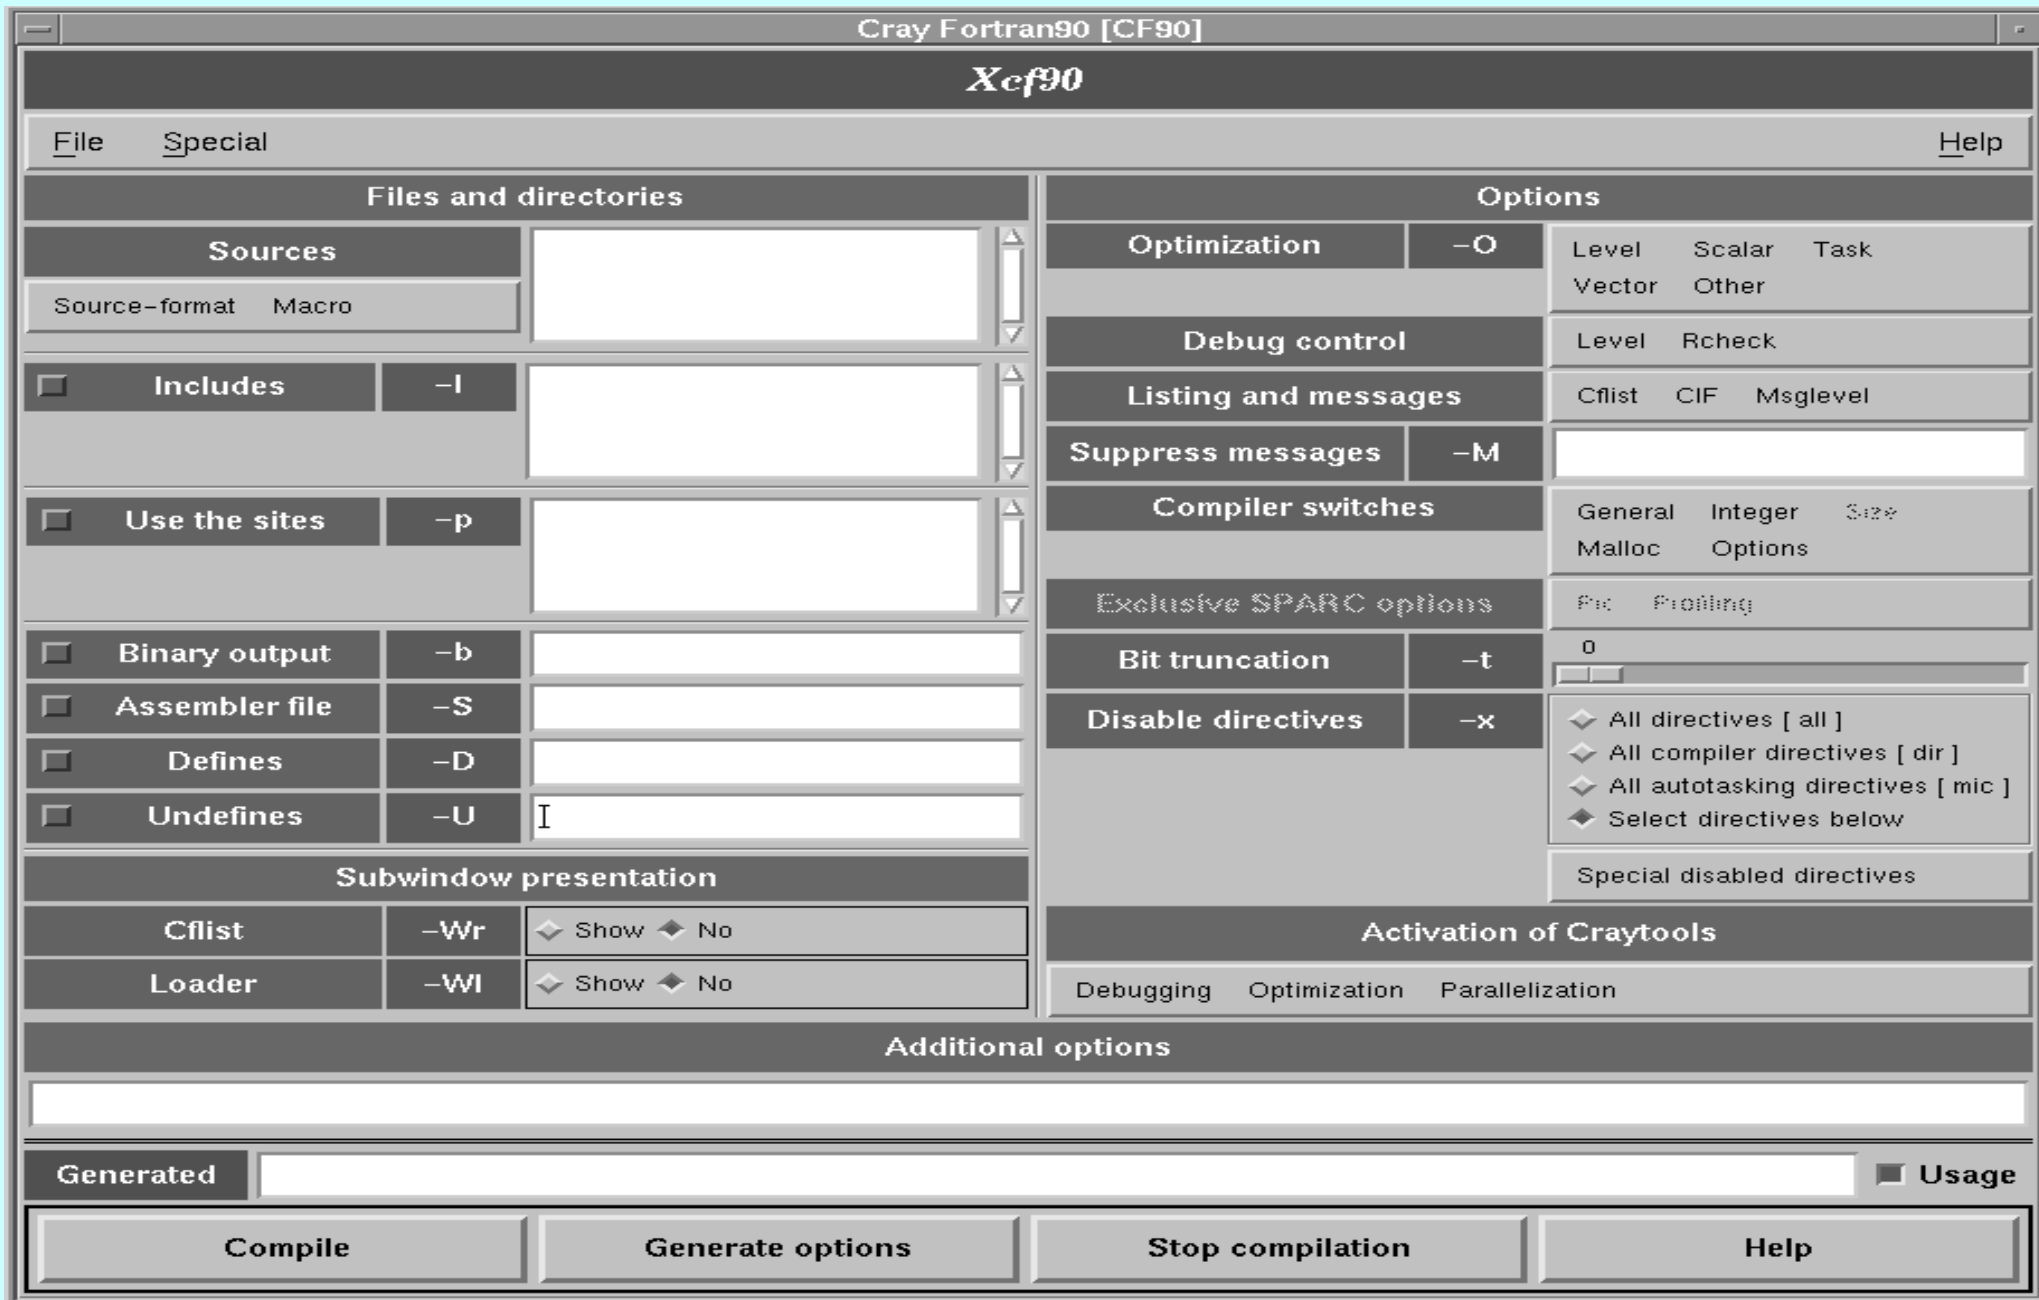 Cray Fortran90 [CF90]
Xcf90
File Special Help
Files and directories
Sources
Source-format Macro
Includes -I
Use the sites -p
Binary output -b
Assembler file -S
Defines -D
Undefines -U
Subwindow presentation
Cflist -Wr Show No
Loader -Wl Show No
Options
Optimization -O Level Scalar Task
Vector Other
Debug control Level Rcheck
Listing and messages Cflist CIF Msglevel
Suppress messages -M
Compiler switches General Integer Size
Malloc Options
Exclusive SPARC options Pic Profiling
Bit truncation -t 0
Disable directives -x All directives [ all ]
All compiler directives [ dir ]
All autotasking directives [ mic ]
Select directives below
Special disabled directives
Activation of Craytools
Debugging Optimization Parallelization
Additional options
Generated Usage
Compile Generate options Stop compilation Help